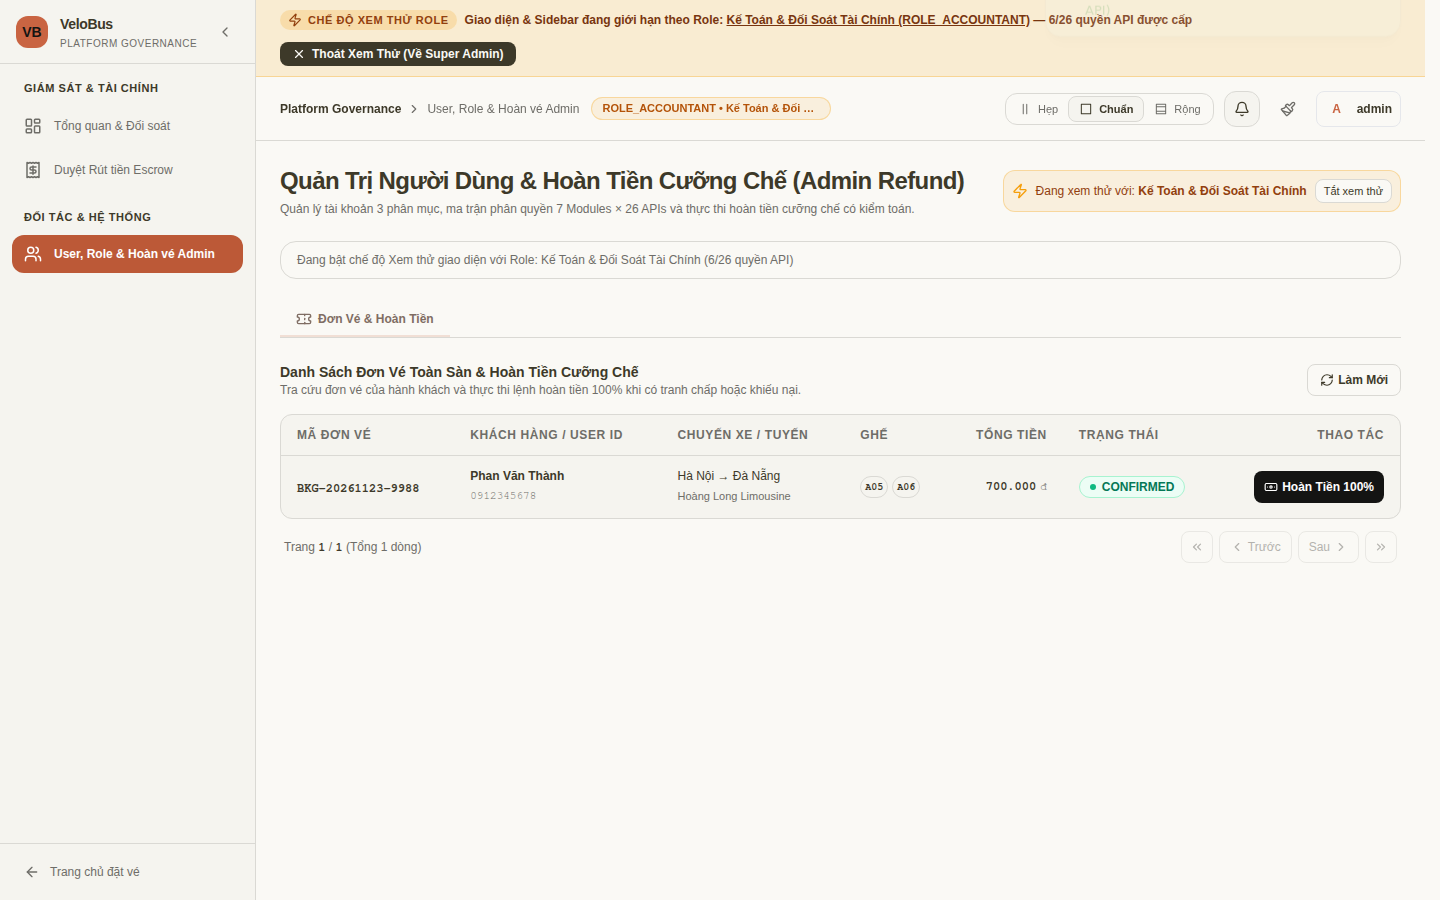 VB
VeloBus
PLATFORM GOVERNANCE
GIÁM SÁT & TÀI CHÍNH
Tổng quan & Đối soát
Duyệt Rút tiền Escrow
ĐỐI TÁC & HỆ THỐNG
User, Role & Hoàn vé Admin
Trang chủ đặt vé
CHẾ ĐỘ XEM THỬ ROLE
Giao diện & Sidebar đang giới hạn theo Role: Kế Toán & Đối Soát Tài Chính (ROLE_ACCOUNTANT) — 6/26 quyền API được cấp
API)
Thoát Xem Thử (Về Super Admin)
Platform Governance
User, Role & Hoàn vé Admin
ROLE_ACCOUNTANT • Kế Toán & Đối ...
Hẹp
Chuẩn
Rộng
A
admin
Quản Trị Người Dùng & Hoàn Tiền Cưỡng Chế (Admin Refund)
Quản lý tài khoản 3 phân mục, ma trận phân quyền 7 Modules × 26 APIs và thực thi hoàn tiền cưỡng chế có kiểm toán.
Đang xem thử với: Kế Toán & Đối Soát Tài Chính
Tắt xem thử
Đang bật chế độ Xem thử giao diện với Role: Kế Toán & Đối Soát Tài Chính (6/26 quyền API)
Đơn Vé & Hoàn Tiền
Danh Sách Đơn Vé Toàn Sàn & Hoàn Tiền Cưỡng Chế
Tra cứu đơn vé của hành khách và thực thi lệnh hoàn tiền 100% khi có tranh chấp hoặc khiếu nại.
Làm Mới
MÃ ĐƠN VÉ
KHÁCH HÀNG / USER ID
CHUYẾN XE / TUYẾN
GHẾ
TỔNG TIỀN
TRẠNG THÁI
THAO TÁC
BKG-20261123-9988
Phan Văn Thành
0912345678
Hà Nội → Đà Nẵng
Hoàng Long Limousine
A05
A06
700.000 đ
CONFIRMED
Hoàn Tiền 100%
Trang 1 / 1 (Tổng 1 dòng)
Trước
Sau